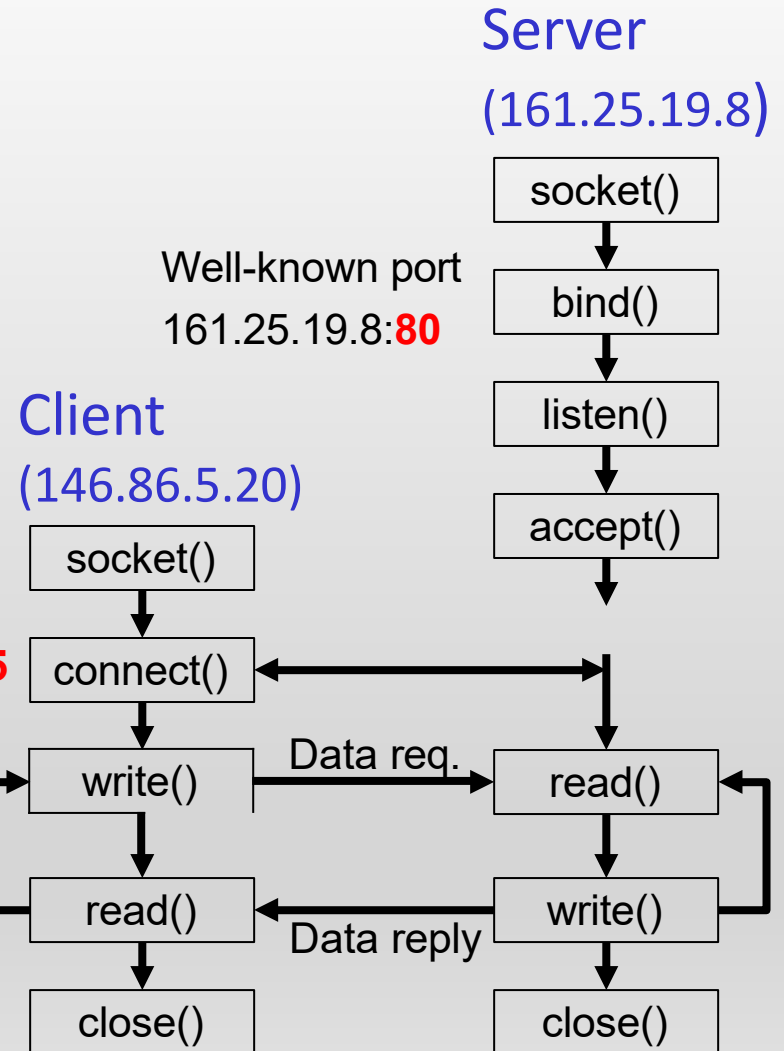 Server
(161.25.19.8)
socket()
Well-known port
161.25.19.8:80
bind()
listen()
accept()
Client
(146.86.5.20)
socket()
connect()
write()
Data req.
read()
read()
Data reply
write()
close()
close()